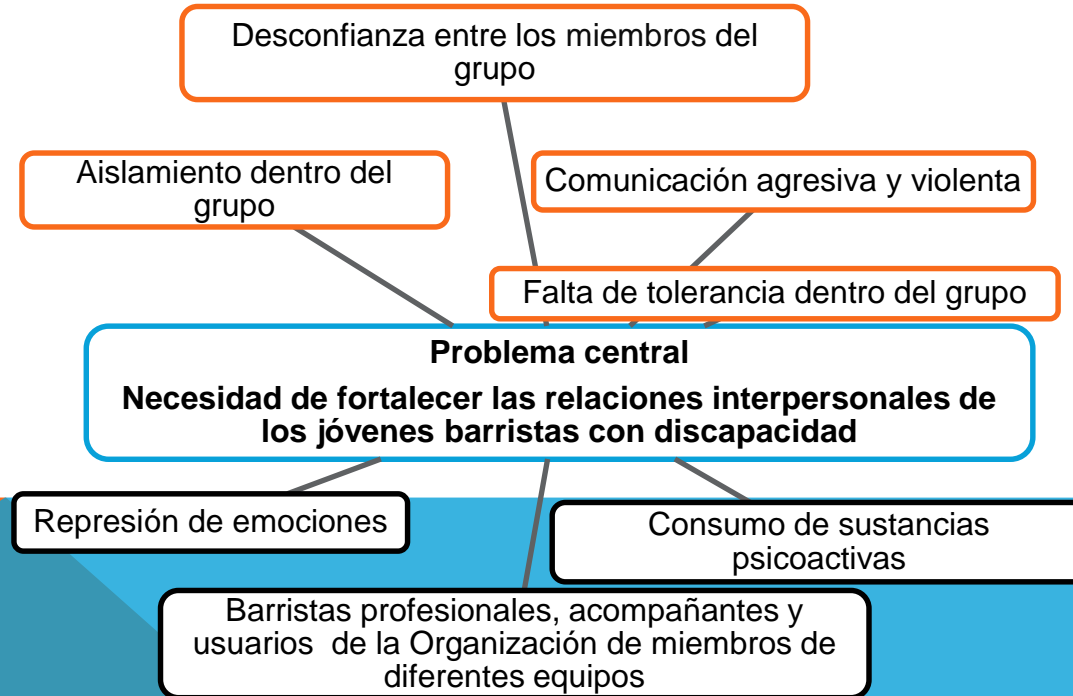 Desconfianza entre los miembros del
grupo
Aislamiento dentro del
grupo
Comunicación agresiva y violenta
Falta de tolerancia dentro del grupo
Problema central
Necesidad de fortalecer las relaciones interpersonales de
los jóvenes barristas con discapacidad
Represión de emociones
Consumo de sustancias
psicoactivas
Barristas profesionales, acompañantes y
usuarios  de la Organización de miembros de
diferentes equipos